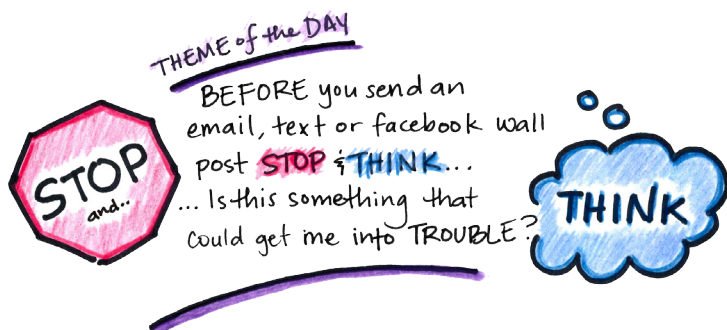 THEME of the DAY
BEFORE you send an
email, text or facebook wall
post STOP & THINK...
... Is this something that
could get me into TROUBLE?
STOP
and..
THINK